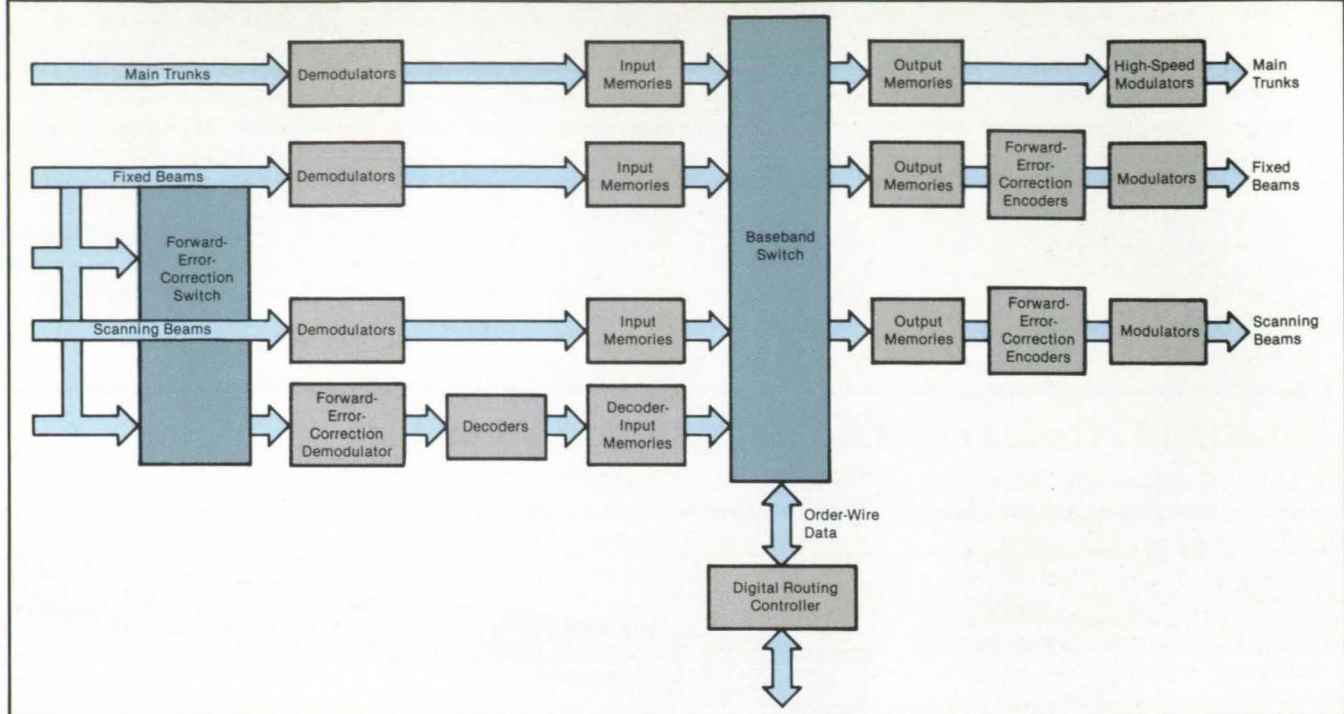 Main Trunks
Demodulators
Input
Memories
Output
Memories
High-Speed
Modulators
Main
Trunks
Fixed Beams
Demodulators
Input
Memories
Output
Memories
Forward-
Error-
Correction
Encoders
Modulators
Fixed
Beams
Forward-
Error-
Correction
Switch
Baseband
Switch
Scanning Beams
Demodulators
Input
Memories
Output
Memories
Forward-
Error-
Correction
Encoders
Modulators
Scanning
Beams
Forward-
Error-
Correction
Demodulator
Decoders
Decoder-
Input
Memories
Order-Wire
Data
Digital Routing
Controller